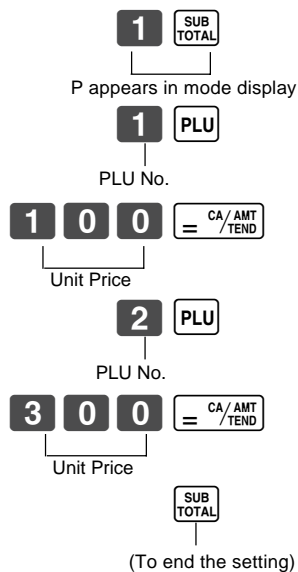 1 SUB TOTAL
P appears in mode display
1 PLU
PLU No.
1 0 0 = CA/AMT TEND
Unit Price
2 PLU
PLU No.
3 0 0 = CA/AMT TEND
Unit Price
SUB TOTAL
(To end the setting)